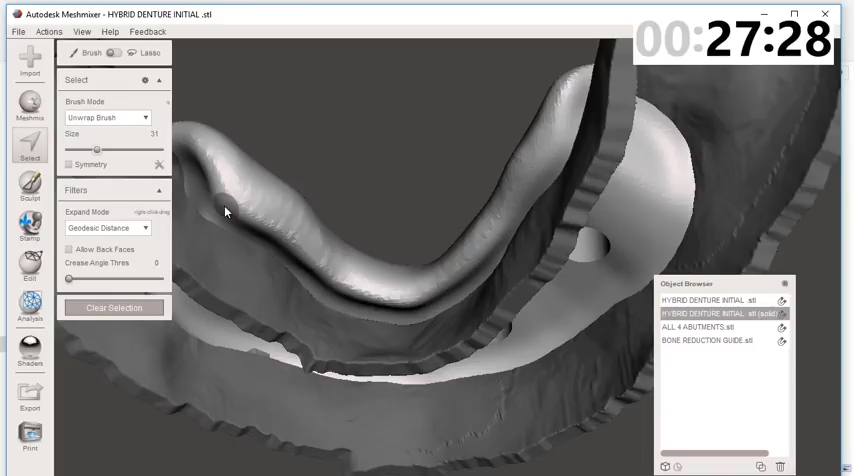 Autodesk Meshmixer - HYBRID DENTURE INITIAL .stl
00:27:28
File Actions View Help Feedback
Import
Meshmix
Select
Sculpt
Stamp
Edit
Analysis
Shaders
Export
Print
Brush Lasso
Select
Brush Mode
Unwrap Brush
Size 31
Symmetry
Filters
Expand Mode right-click-drag
Geodesic Distance
Allow Back Faces
Crease Angle Thres 0
Clear Selection
Object Browser
HYBRID DENTURE INITIAL .stl
HYBRID DENTURE INITIAL .stl (solid)
ALL 4 ABUTMENTS.stl
BONE REDUCTION GUIDE.stl